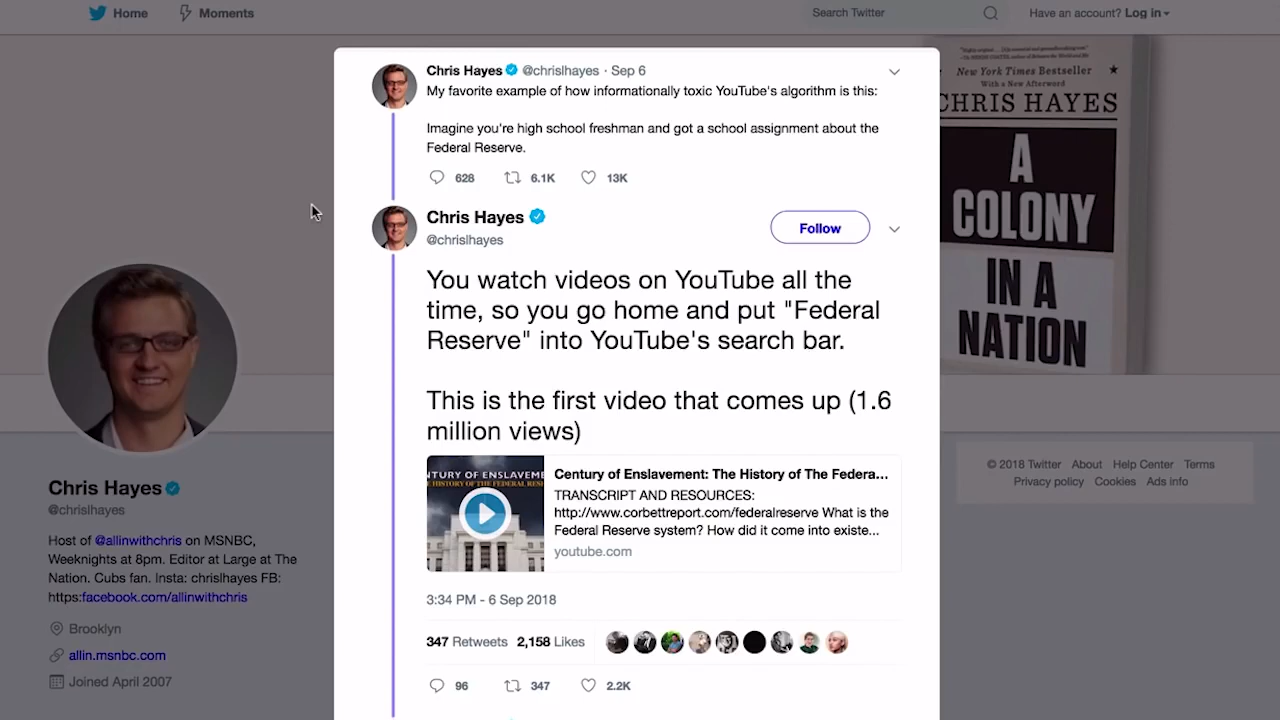 Home
Moments
Search Twitter
Have an account? Log in
Chris Hayes @chrislhayes · Sep 6
My favorite example of how informationally toxic YouTube's algorithm is this:
Imagine you're high school freshman and got a school assignment about the
Federal Reserve.
628 6.1K 13K
Chris Hayes
@chrislhayes
Follow
You watch videos on YouTube all the
time, so you go home and put "Federal
Reserve" into YouTube's search bar.
This is the first video that comes up (1.6
million views)
NTURY OF ENSLAVEME
HISTORY OF THE FEDERAL RES
Century of Enslavement: The History of The Federa...
TRANSCRIPT AND RESOURCES:
http://www.corbettreport.com/federalreserve What is the
Federal Reserve system? How did it come into existe...
youtube.com
3:34 PM - 6 Sep 2018
347 Retweets 2,158 Likes
96 347 2.2K
Chris Hayes
@chrislhayes
Host of @allinwithchris on MSNBC,
Weeknights at 8pm. Editor at Large at The
Nation. Cubs fan. Insta: chrislhayes FB:
https:facebook.com/allinwithchris
Brooklyn
allin.msnbc.com
Joined April 2007
New York Times Bestseller
With a New Afterword
CHRIS HAYES
A
COLONY
IN A
NATION
© 2018 Twitter About Help Center Terms
Privacy policy Cookies Ads info